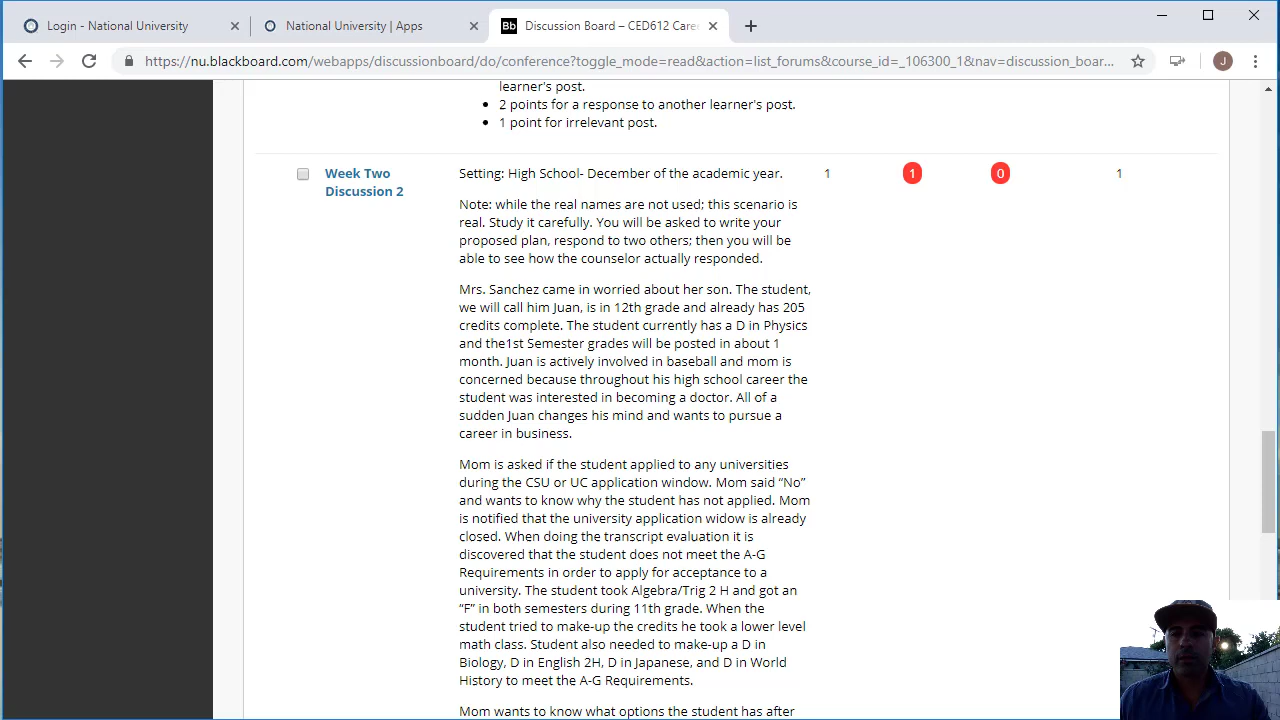 Login - National University
National University | Apps
Bb Discussion Board – CED612 Care
https://nu.blackboard.com/webapps/discussionboard/do/conference?toggle_mode=read&action=list_forums&course_id=_106300_1&nav=discussion_boar...
J
learner's post.
• 2 points for a response to another learner's post.
• 1 point for irrelevant post.
Week Two
Discussion 2
Setting: High School- December of the academic year.
1
1
0
1
Note: while the real names are not used; this scenario is
real. Study it carefully. You will be asked to write your
proposed plan, respond to two others; then you will be
able to see how the counselor actually responded.
Mrs. Sanchez came in worried about her son. The student,
we will call him Juan, is in 12th grade and already has 205
credits complete. The student currently has a D in Physics
and the1st Semester grades will be posted in about 1
month. Juan is actively involved in baseball and mom is
concerned because throughout his high school career the
student was interested in becoming a doctor. All of a
sudden Juan changes his mind and wants to pursue a
career in business.
Mom is asked if the student applied to any universities
during the CSU or UC application window. Mom said “No”
and wants to know why the student has not applied. Mom
is notified that the university application widow is already
closed. When doing the transcript evaluation it is
discovered that the student does not meet the A-G
Requirements in order to apply for acceptance to a
university. The student took Algebra/Trig 2 H and got an
“F” in both semesters during 11th grade. When the
student tried to make-up the credits he took a lower level
math class. Student also needed to make-up a D in
Biology, D in English 2H, D in Japanese, and D in World
History to meet the A-G Requirements.
Mom wants to know what options the student has after